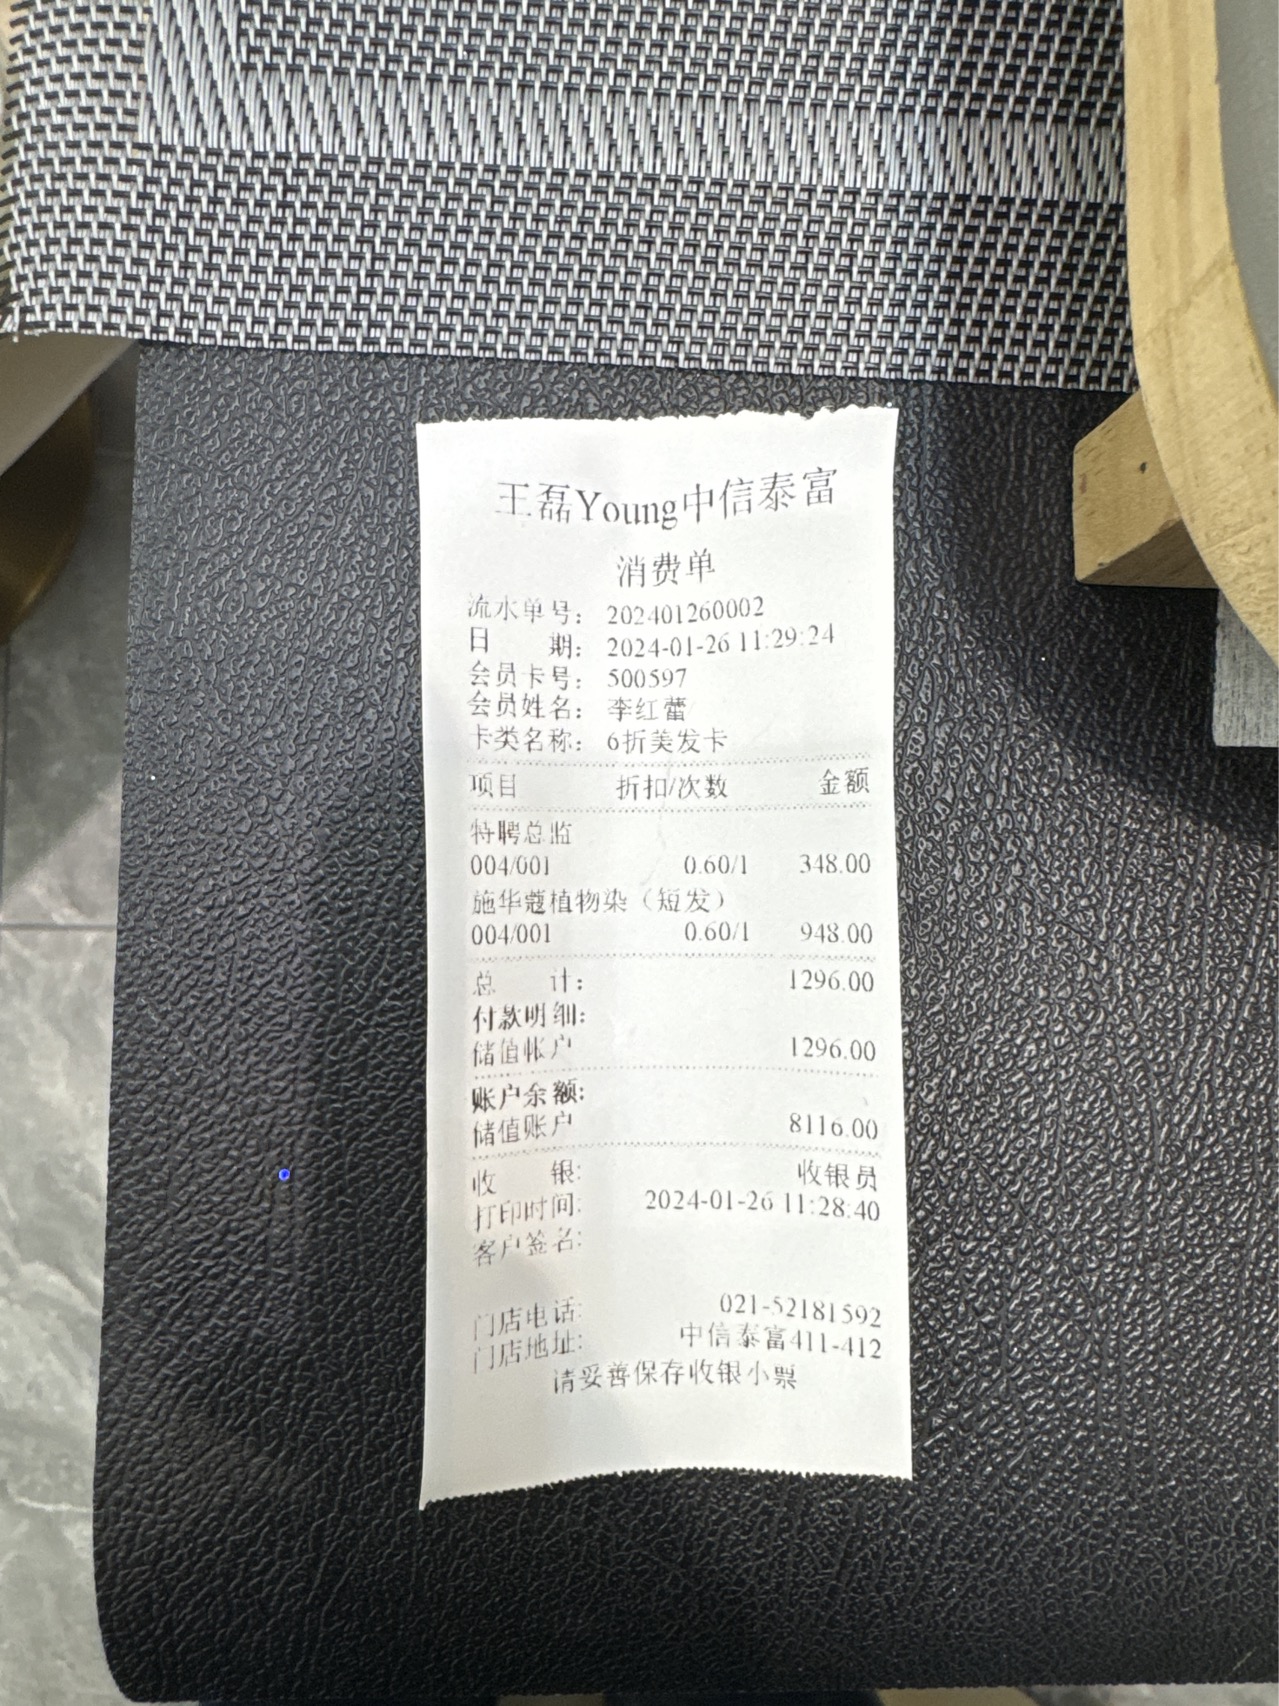 王磊Young中信泰富
消费单
流水单号： 202401260002
日 期： 2024-01-26 11:29:24
会员卡号： 500597
会员姓名： 李红蕾
卡类名称： 6折美发卡
项目 折扣/次数 金额
特聘总监
004/001 0.60/1 348.00
施华蔻植物染（短发）
004/001 0.60/1 948.00
总 计： 1296.00
付款明细:
储值帐户 1296.00
账户余额:
储值账户 8116.00
收 银: 收银员
打印时间: 2024-01-26 11:28:40
客户签名:
门店电话: 021-52181592
门店地址: 中信泰富411-412
请妥善保存收银小票